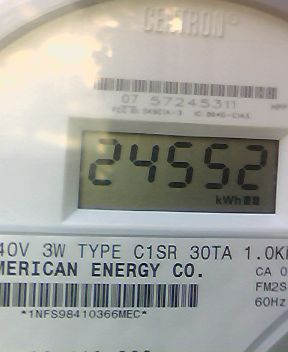 CENTRON®
07 57245311
24552
kWh
40V 3W TYPE C1SR 30TA 1.0K
MERICAN ENERGY CO.
CA 0
FM2S
60Hz
*1NFS98410366MEC*